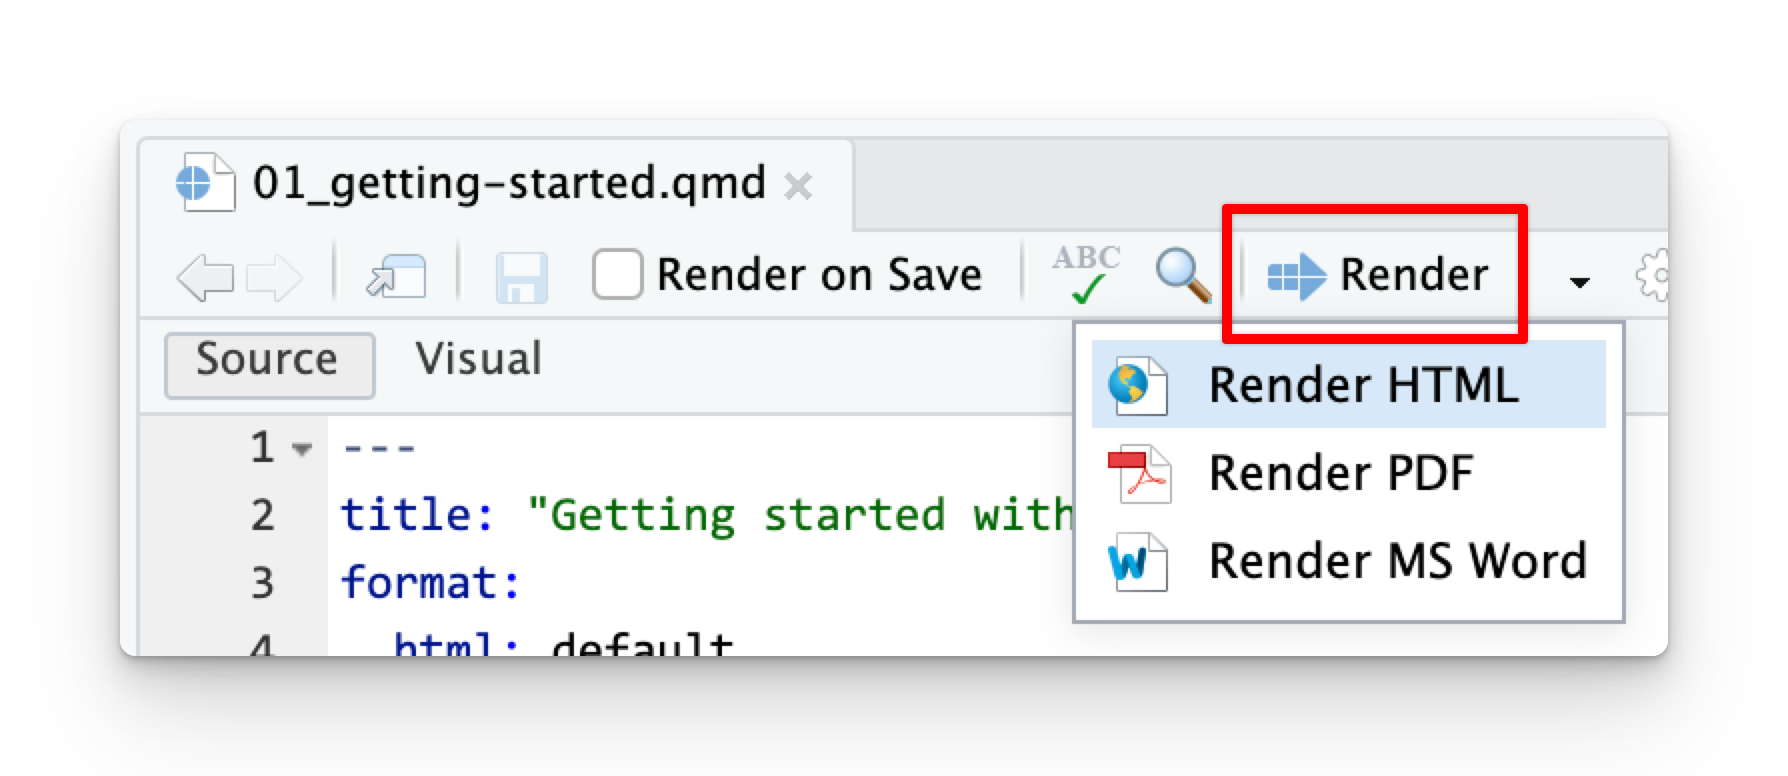 01_getting-started.qmd
Render on Save ABC Render
Source Visual
Render HTML
Render PDF
Render MS Word
1 ---
2 title: "Getting started with
3 format:
4 html: default